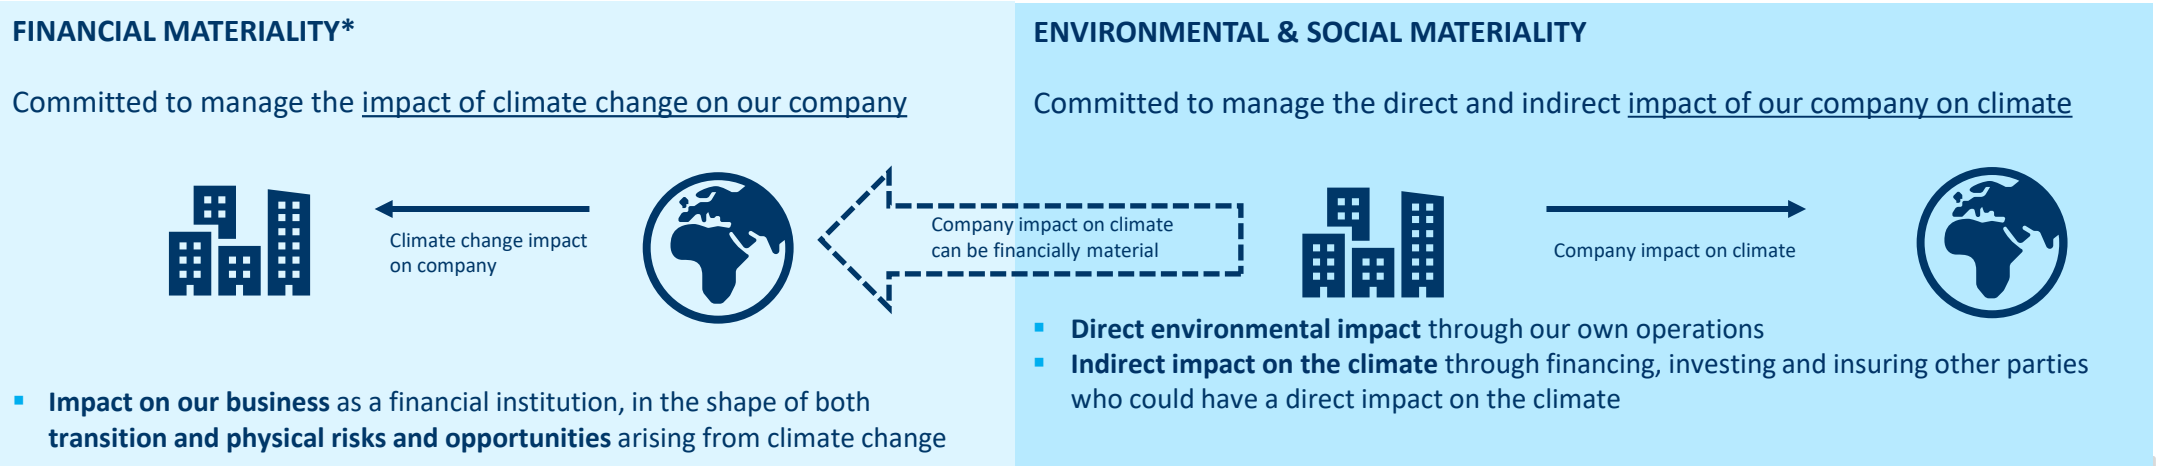 FINANCIAL MATERIALITY*
Committed to manage the impact of climate change on our company
Climate change impact
on company
Company impact on climate
can be financially material
▪ Impact on our business as a financial institution, in the shape of both
transition and physical risks and opportunities arising from climate change
ENVIRONMENTAL & SOCIAL MATERIALITY
Committed to manage the direct and indirect impact of our company on climate
Company impact on climate
▪ Direct environmental impact through our own operations
▪ Indirect impact on the climate through financing, investing and insuring other parties
who could have a direct impact on the climate